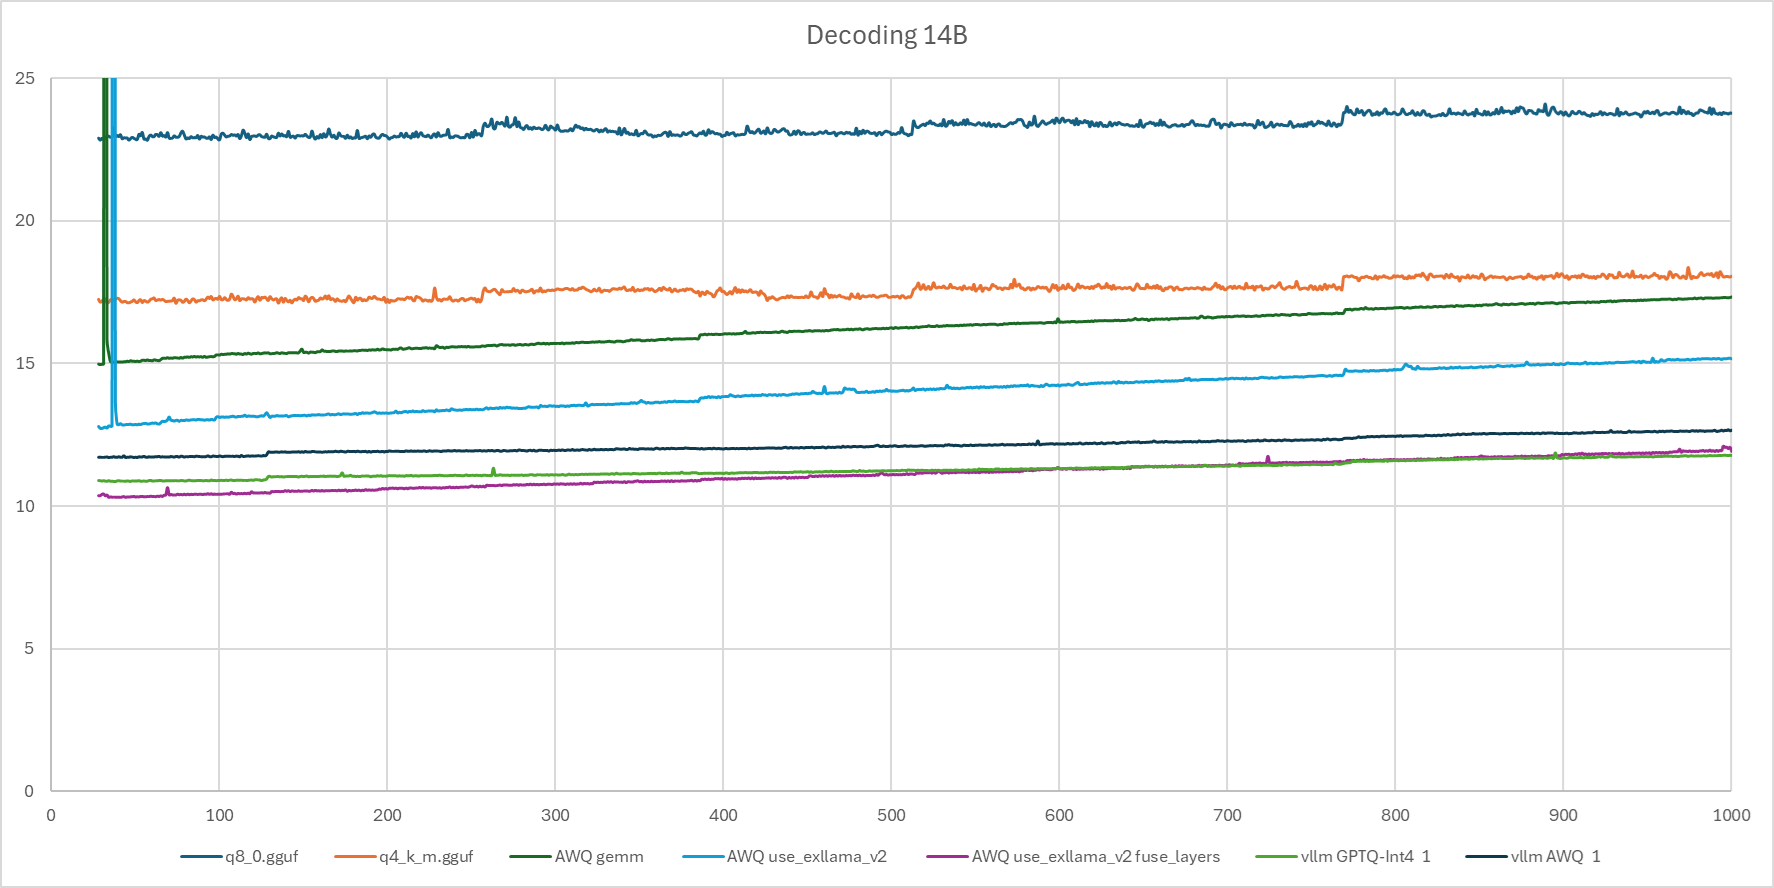 Decoding 14B
25
20
15
10
5
0
0 100 200 300 400 500 600 700 800 900 1000
q8_0.gguf q4_k_m.gguf AWQ gemm AWQ use_exllama_v2 AWQ use_exllama_v2 fuse_layers vllm GPTQ-Int4 1 vllm AWQ 1